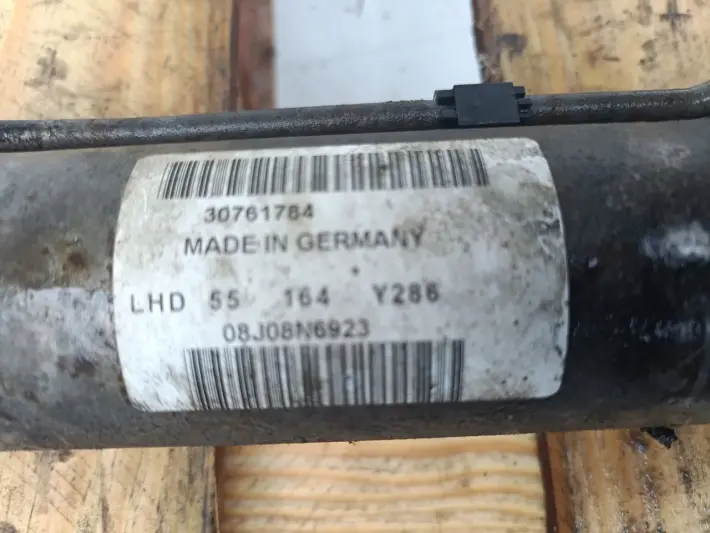 30761784
MADE IN GERMANY
LHD 55 164 Y286
08J08N6923